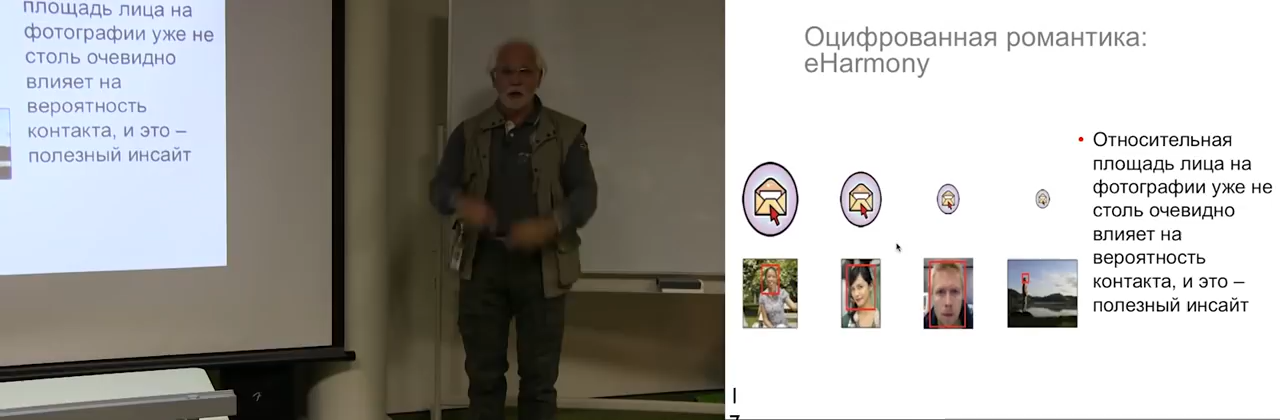 площадь лица на
фотографии уже не
столь очевидно
влияет на
вероятность
контакта, и это –
полезный инсайт
Оцифрованная романтика:
eHarmony
• Относительная
площадь лица на
фотографии уже не
столь очевидно
влияет на
вероятность
контакта, и это –
полезный инсайт